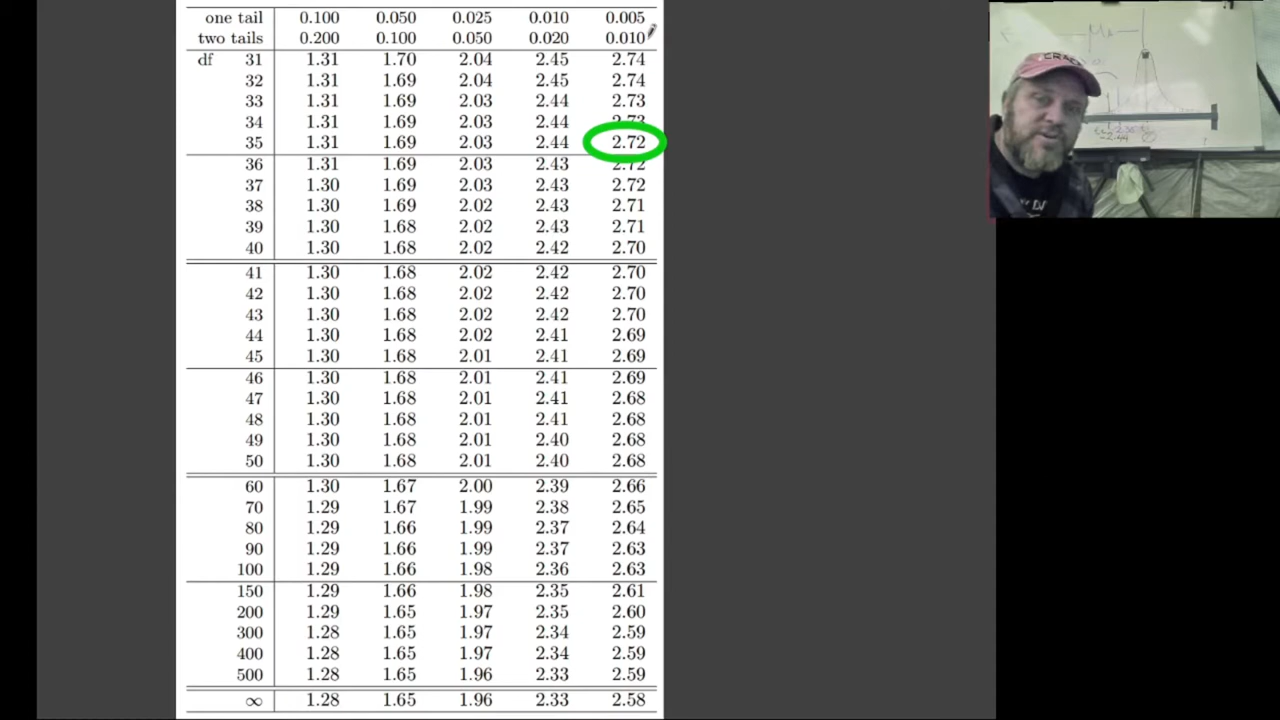 one tail 0.100 0.050 0.025 0.010 0.005
two tails 0.200 0.100 0.050 0.020 0.010
df 31 1.31 1.70 2.04 2.45 2.74
32 1.31 1.69 2.04 2.45 2.74
33 1.31 1.69 2.03 2.44 2.73
34 1.31 1.69 2.03 2.44 2.73
35 1.31 1.69 2.03 2.44 2.72
36 1.31 1.69 2.03 2.43 2.72
37 1.30 1.69 2.03 2.43 2.72
38 1.30 1.69 2.02 2.43 2.71
39 1.30 1.68 2.02 2.43 2.71
40 1.30 1.68 2.02 2.42 2.70
41 1.30 1.68 2.02 2.42 2.70
42 1.30 1.68 2.02 2.42 2.70
43 1.30 1.68 2.02 2.42 2.70
44 1.30 1.68 2.02 2.41 2.69
45 1.30 1.68 2.01 2.41 2.69
46 1.30 1.68 2.01 2.41 2.69
47 1.30 1.68 2.01 2.41 2.68
48 1.30 1.68 2.01 2.41 2.68
49 1.30 1.68 2.01 2.40 2.68
50 1.30 1.68 2.01 2.40 2.68
60 1.30 1.67 2.00 2.39 2.66
70 1.29 1.67 1.99 2.38 2.65
80 1.29 1.66 1.99 2.37 2.64
90 1.29 1.66 1.99 2.37 2.63
100 1.29 1.66 1.98 2.36 2.63
150 1.29 1.66 1.98 2.35 2.61
200 1.29 1.65 1.97 2.35 2.60
300 1.28 1.65 1.97 2.34 2.59
400 1.28 1.65 1.97 2.34 2.59
500 1.28 1.65 1.96 2.33 2.59
∞ 1.28 1.65 1.96 2.33 2.58
-2.44